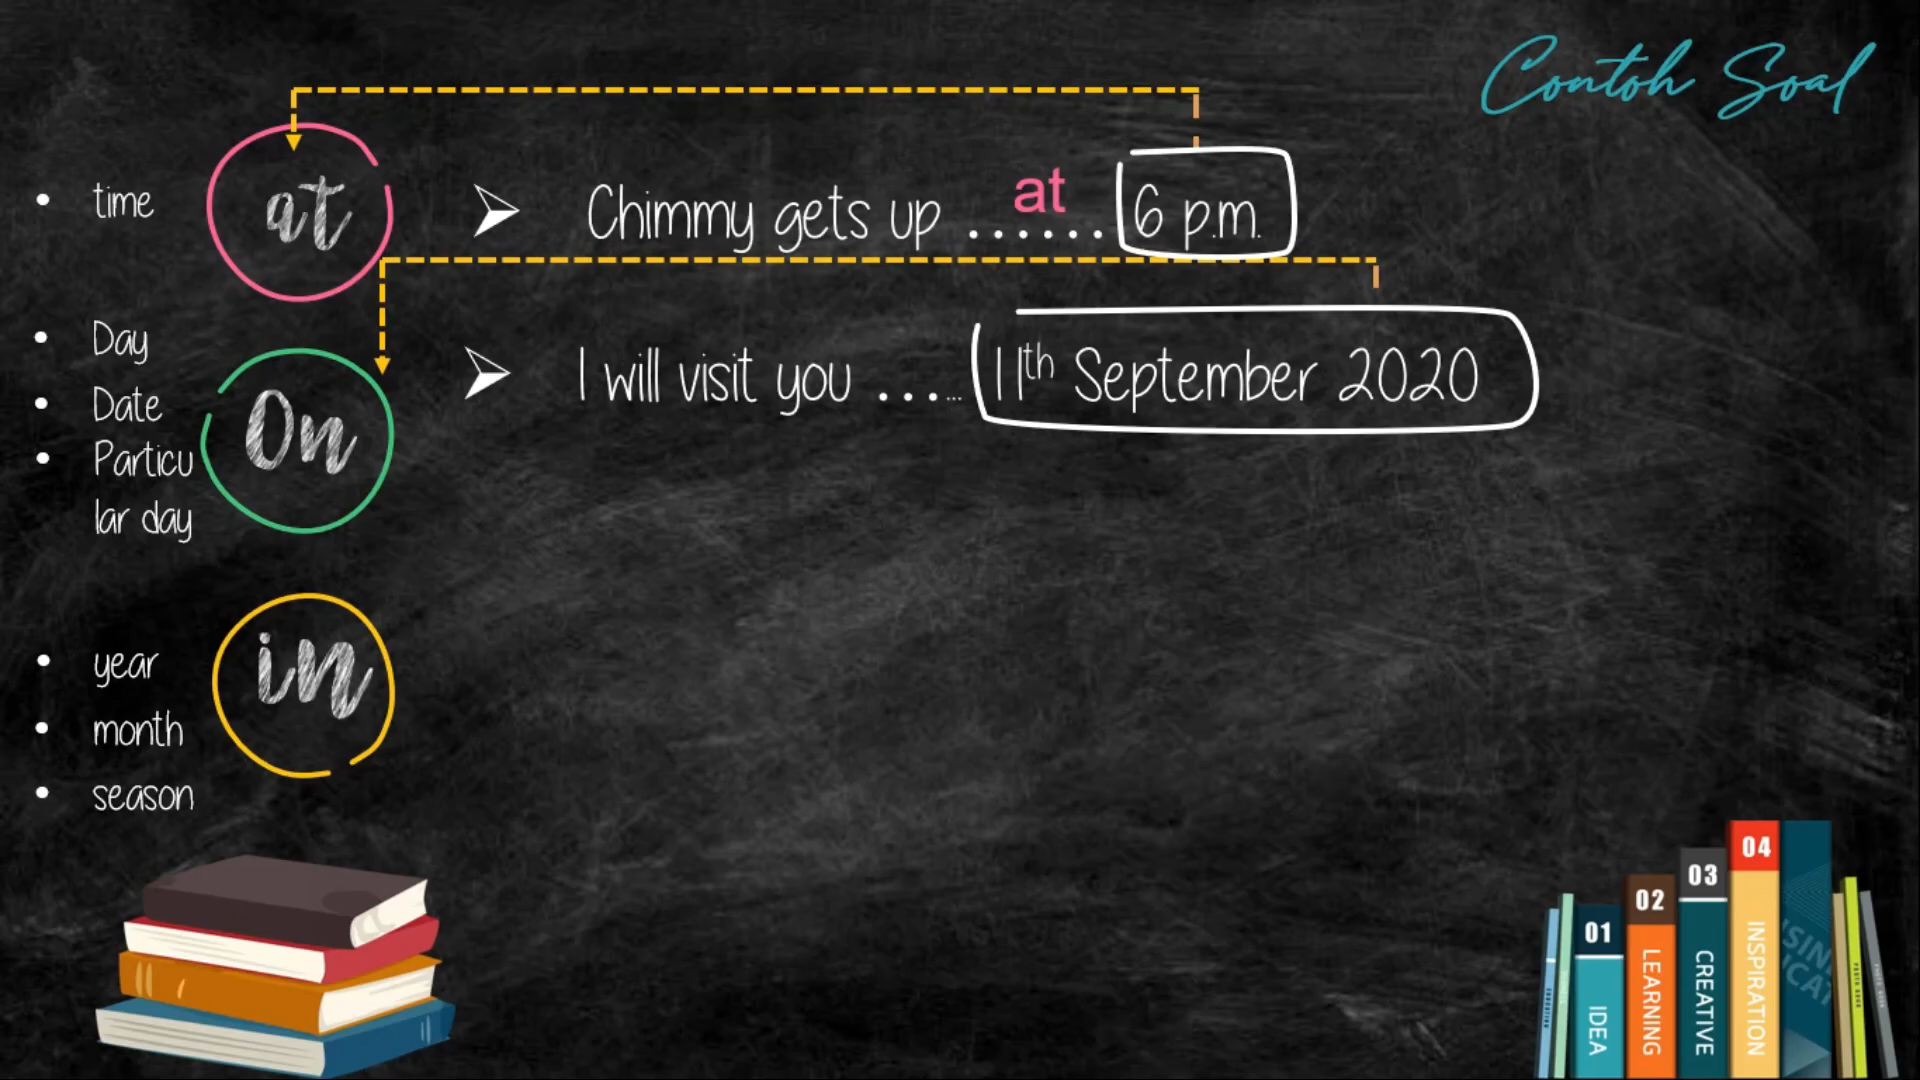 Contoh Soal
• time
at
➢ Chimmy gets up ...... at 6 p.m.
• Day
• Date
• Particu
lar day
On
➢ I will visit you ...... 11th September 2020
• year
• month
• season
in
01 IDEA
02 LEARNING
03 CREATIVE
04 INSPIRATION